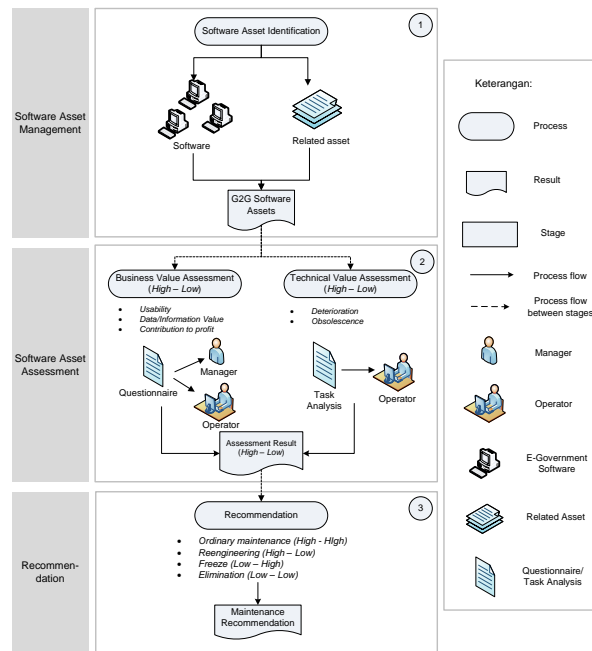 Software Asset
Management
Software Asset Identification
1
Software
Related asset
G2G Software
Assets
Software Asset
Assessment
2
Business Value Assessment
(High – Low)
Technical Value Assessment
(High – Low)
• Usability
• Data/Information Value
• Contribution to profit
• Deterioration
• Obsolescence
Questionnaire
Manager
Operator
Task
Analysis
Operator
Assessment Result
(High – Low)
Recommen-
dation
3
Recommendation
• Ordinary maintenance (High - HIgh)
• Reengineering (High – Low)
• Freeze (Low – High)
• Elimination (Low – Low)
Maintenance
Recommendation
Keterangan:
Process
Result
Stage
Process flow
Process flow
between stages
Manager
Operator
E-Government
Software
Related Asset
Questionnaire/
Task Analysis